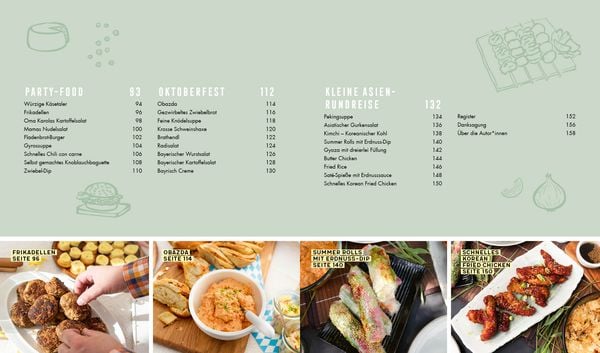 PARTY-FOOD 93
Würzige Käsetaler 94
Frikadellen 96
Oma Karolas Kartoffelsalat 98
Mamas Nudelsalat 100
Fladenbrot-Burger 102
Gyrossuppe 104
Schnelles Chili con carne 106
Selbst gemachtes Knoblauchbaguette 108
Zwiebel-Dip 110
OKTOBERFEST 112
Obazda 114
Gezwirbeltes Zwiebelbrot 116
Feine Knödelsuppe 118
Krosse Schweinshaxe 120
Brathendl 122
Radisalat 124
Bayerischer Wurstsalat 126
Bayerischer Kartoffelsalat 128
Bayrisch Creme 130
KLEINE ASIEN-
RUNDREISE 132
Pekingsuppe 134
Asiatischer Gurkensalat 136
Kimchi – Koreanischer Kohl 138
Summer Rolls mit Erdnuss-Dip 140
Gyoza mit dreierlei Füllung 142
Butter Chicken 144
Fried Rice 146
Saté-Spieße mit Erdnusssauce 148
Schnelles Korean Fried Chicken 150
Register 152
Danksagung 156
Über die Autor*innen 158
FRIKADELLEN
SEITE 96
OBAZDA
SEITE 114
SUMMER ROLLS
MIT ERDNUSS-DIP
SEITE 140
SCHNELLES
KOREAN
FRIED CHICKEN
SEITE 150